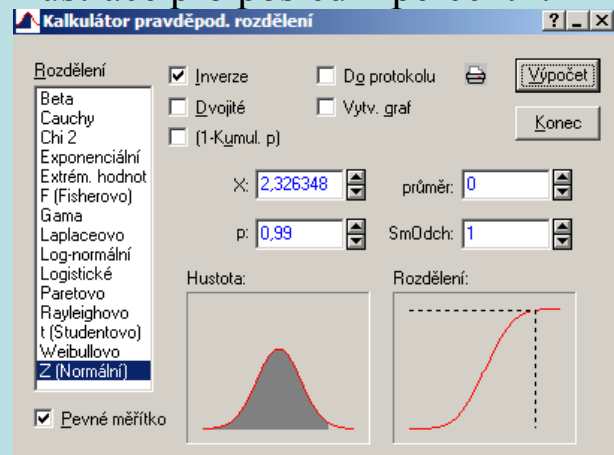 Kalkulátor pravděpod. rozdělení
Rozdělení
Beta
Cauchy
Chi 2
Exponenciální
Extrém. hodnot
F (Fisherovo)
Gama
Laplaceovo
Log-normální
Logistické
Paretovo
Rayleighovo
t (Studentovo)
Weibullovo
Z (Normální)
Pevné měřítko
Inverze
Dvojité
(1-Kumul. p)
Do protokolu
Vytv. graf
Výpočet
Konec
X: 2,326348
průměr: 0
p: 0,99
SmOdch: 1
Hustota:
Rozdělení: